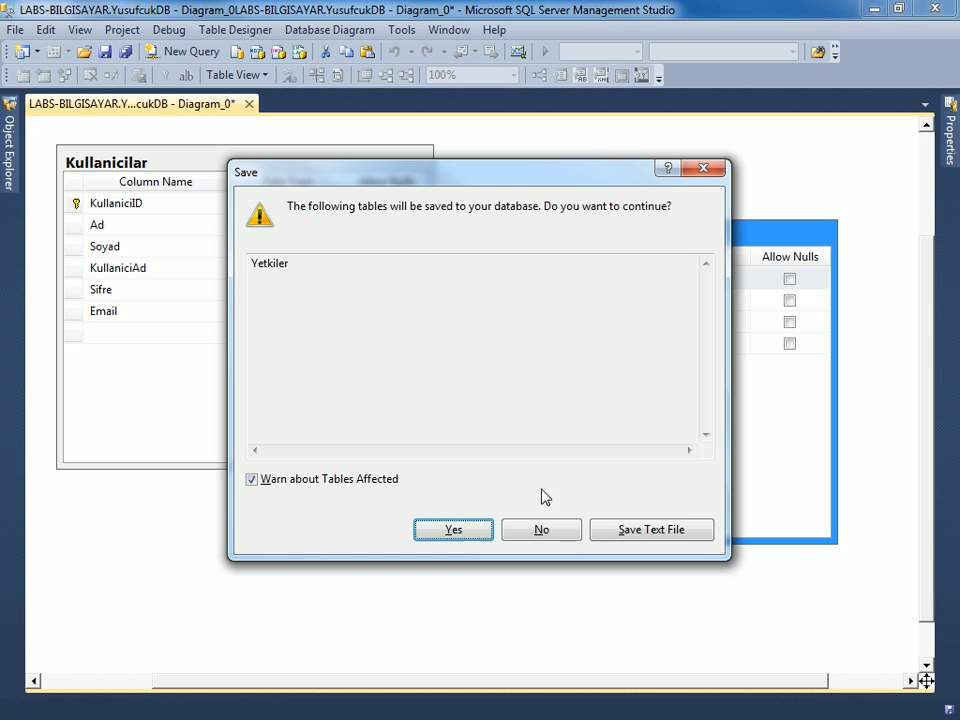 LABS-BILGISAYAR.YusufcukDB - Diagram_0LABS-BILGISAYAR.YusufcukDB - Diagram_0* - Microsoft SQL Server Management Studio
File Edit View Project Debug Table Designer Database Diagram Tools Window Help
New Query
ab Table View 100%
LABS-BILGISAYAR.Y...cukDB - Diagram_0*
Object Explorer
Properties
Kullanicilar
Column Name
KullaniciID
Ad
Soyad
KullaniciAd
Sifre
Email
Allow Nulls
Save
The following tables will be saved to your database. Do you want to continue?
Yetkiler
Warn about Tables Affected
Yes No Save Text File